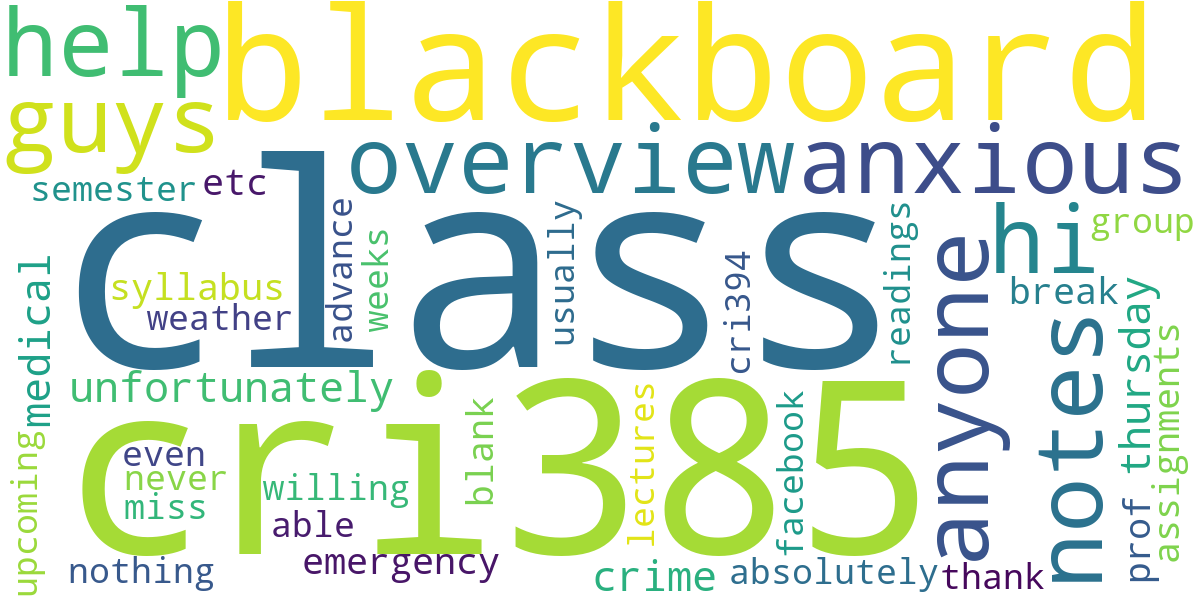 help
blackboard
guys
overview
anxious
semester
etc
class
advance
weeks
usually
cri394
readings
hi
group
syllabus
weather
break
anyone
notes
medical
thursday
unfortunately
cri385
blank
lectures
facebook
assignments
even
never
willing
miss
able
upcoming
emergency
prof
nothing
crime
absolutely
thank